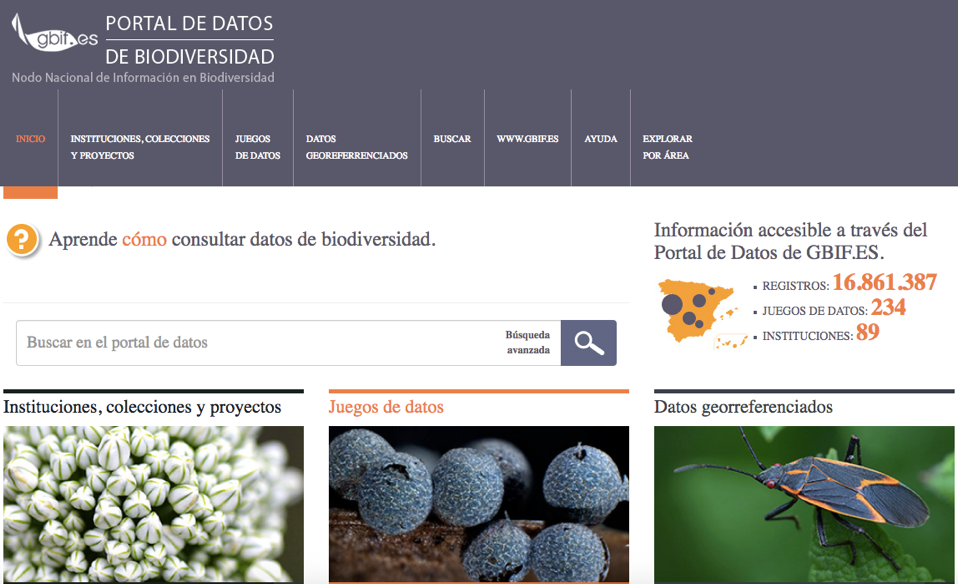 gbif.es
PORTAL DE DATOS
DE BIODIVERSIDAD
Nodo Nacional de Información en Biodiversidad
INICIO
INSTITUCIONES, COLECCIONES
Y PROYECTOS
JUEGOS
DE DATOS
DATOS
GEOREFERRENCIADOS
BUSCAR
WWW.GBIF.ES
AYUDA
EXPLORAR
POR ÁREA
? Aprende cómo consultar datos de biodiversidad.
Información accesible a través del
Portal de Datos de GBIF.ES.
REGISTROS: 16.861.387
JUEGOS DE DATOS: 234
INSTITUCIONES: 89
Buscar en el portal de datos
Búsqueda
avanzada
Instituciones, colecciones y proyectos
Juegos de datos
Datos georreferenciados